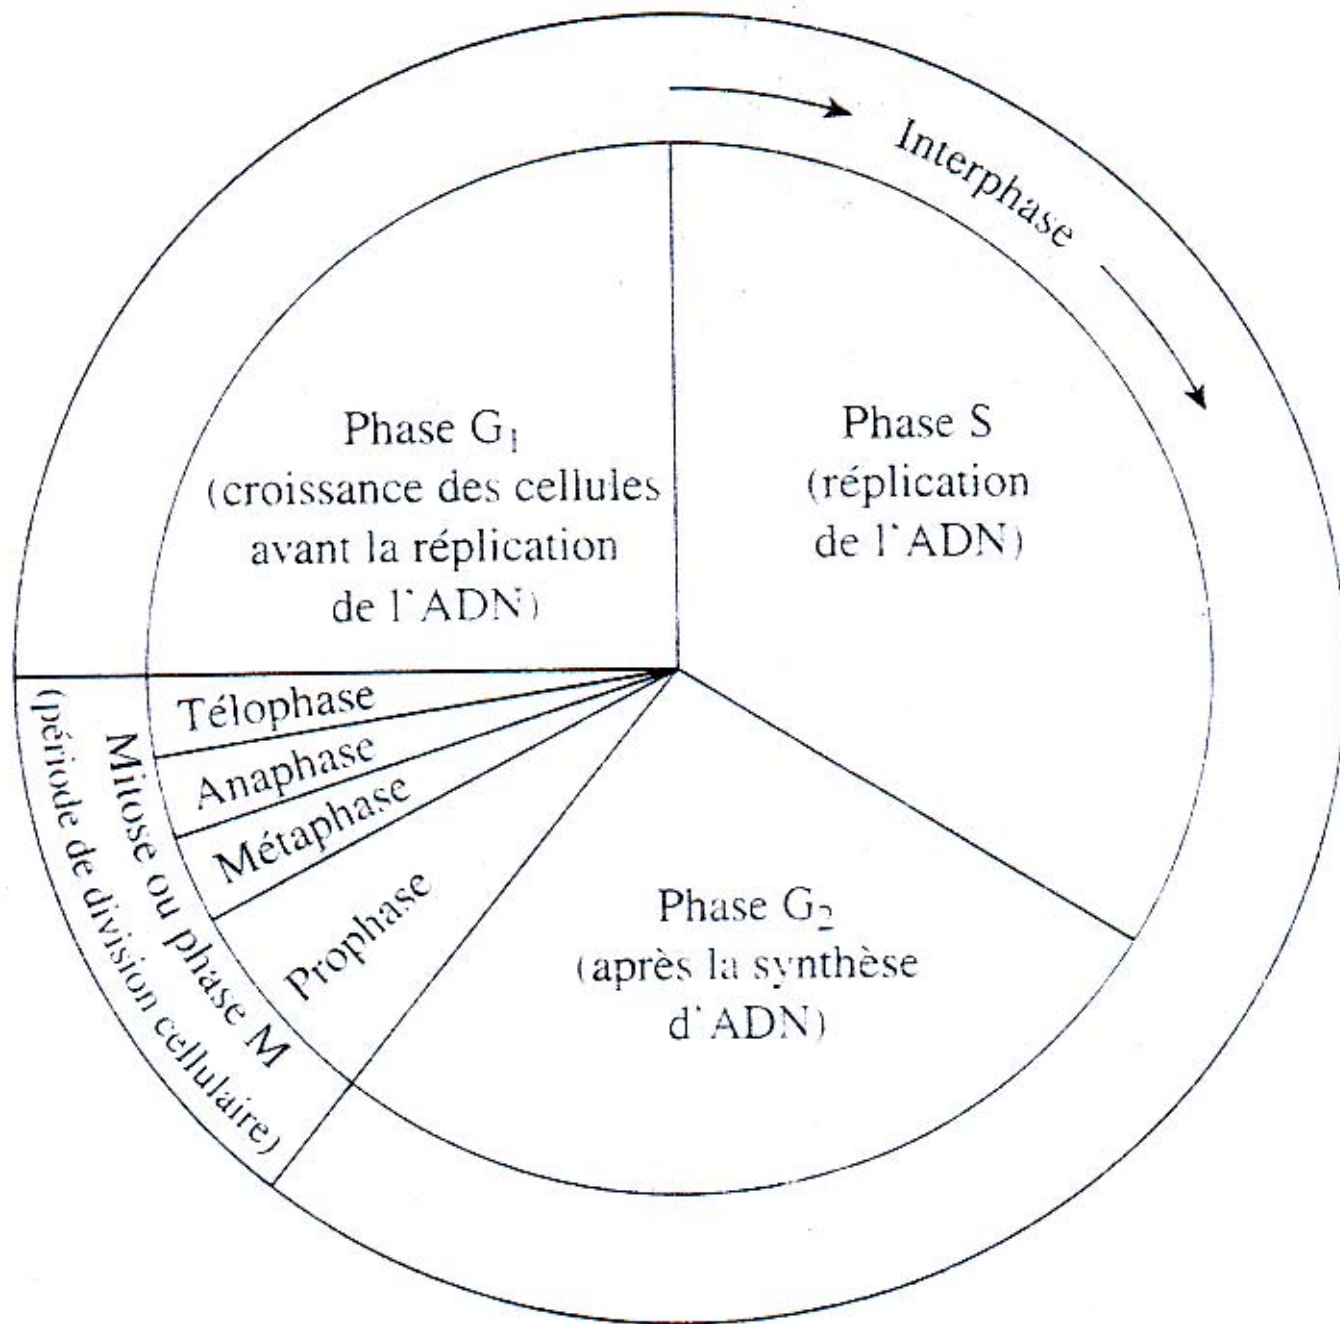 Interphase
Phase G₁
(croissance des cellules
avant la réplication
de l'ADN)
Phase S
(réplication
de l'ADN)
Télophase
Anaphase
Métaphase
Prophase
Mitose ou phase M
(période de division cellulaire)
Phase G₂
(après la synthèse
d'ADN)